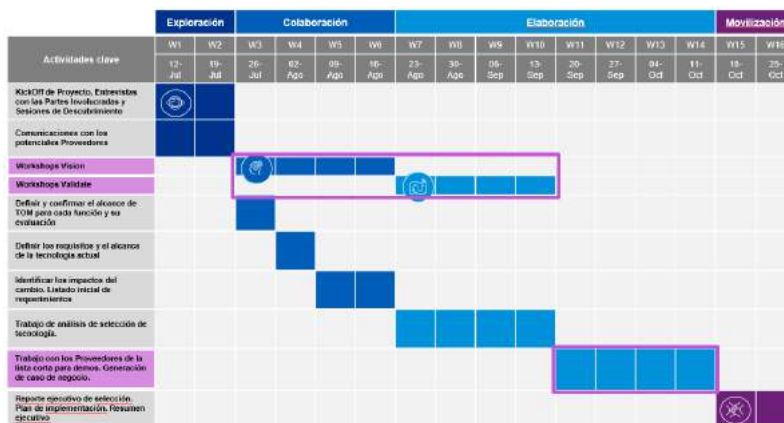 Exploración Colaboración Elaboración Movilización
Actividades clave
W1 W2 W3 W4 W5 W6 W7 W8 W9 W10 W11 W12 W13 W14 W15 W16
12-Jul 19-Jul 26-Jul 02-Ago 09-Ago 16-Ago 23-Ago 30-Ago 06-Sep 13-Sep 20-Sep 27-Sep 04-Oct 11-Oct 18-Oct 25-Oct
KickOff de Proyecto, Entrevistas
con las Partes Involucradas y
Sesiones de Descubrimiento
Comunicaciones con los
potenciales Proveedores
Workshops Vision
Workshops Validate
Definir y confirmar el alcance de
TOM para cada función y su
evaluación
Definir los requisitos y el alcance
de la tecnología actual
Identificar los impactos del
cambio. Listado inicial de
requerimientos
Trabajo de análisis de selección de
tecnología.
Trabajo con los Proveedores de la
lista corta para demos. Generación
de caso de negocio.
Reporte ejecutivo de selección.
Plan de implementación. Resumen
ejecutivo